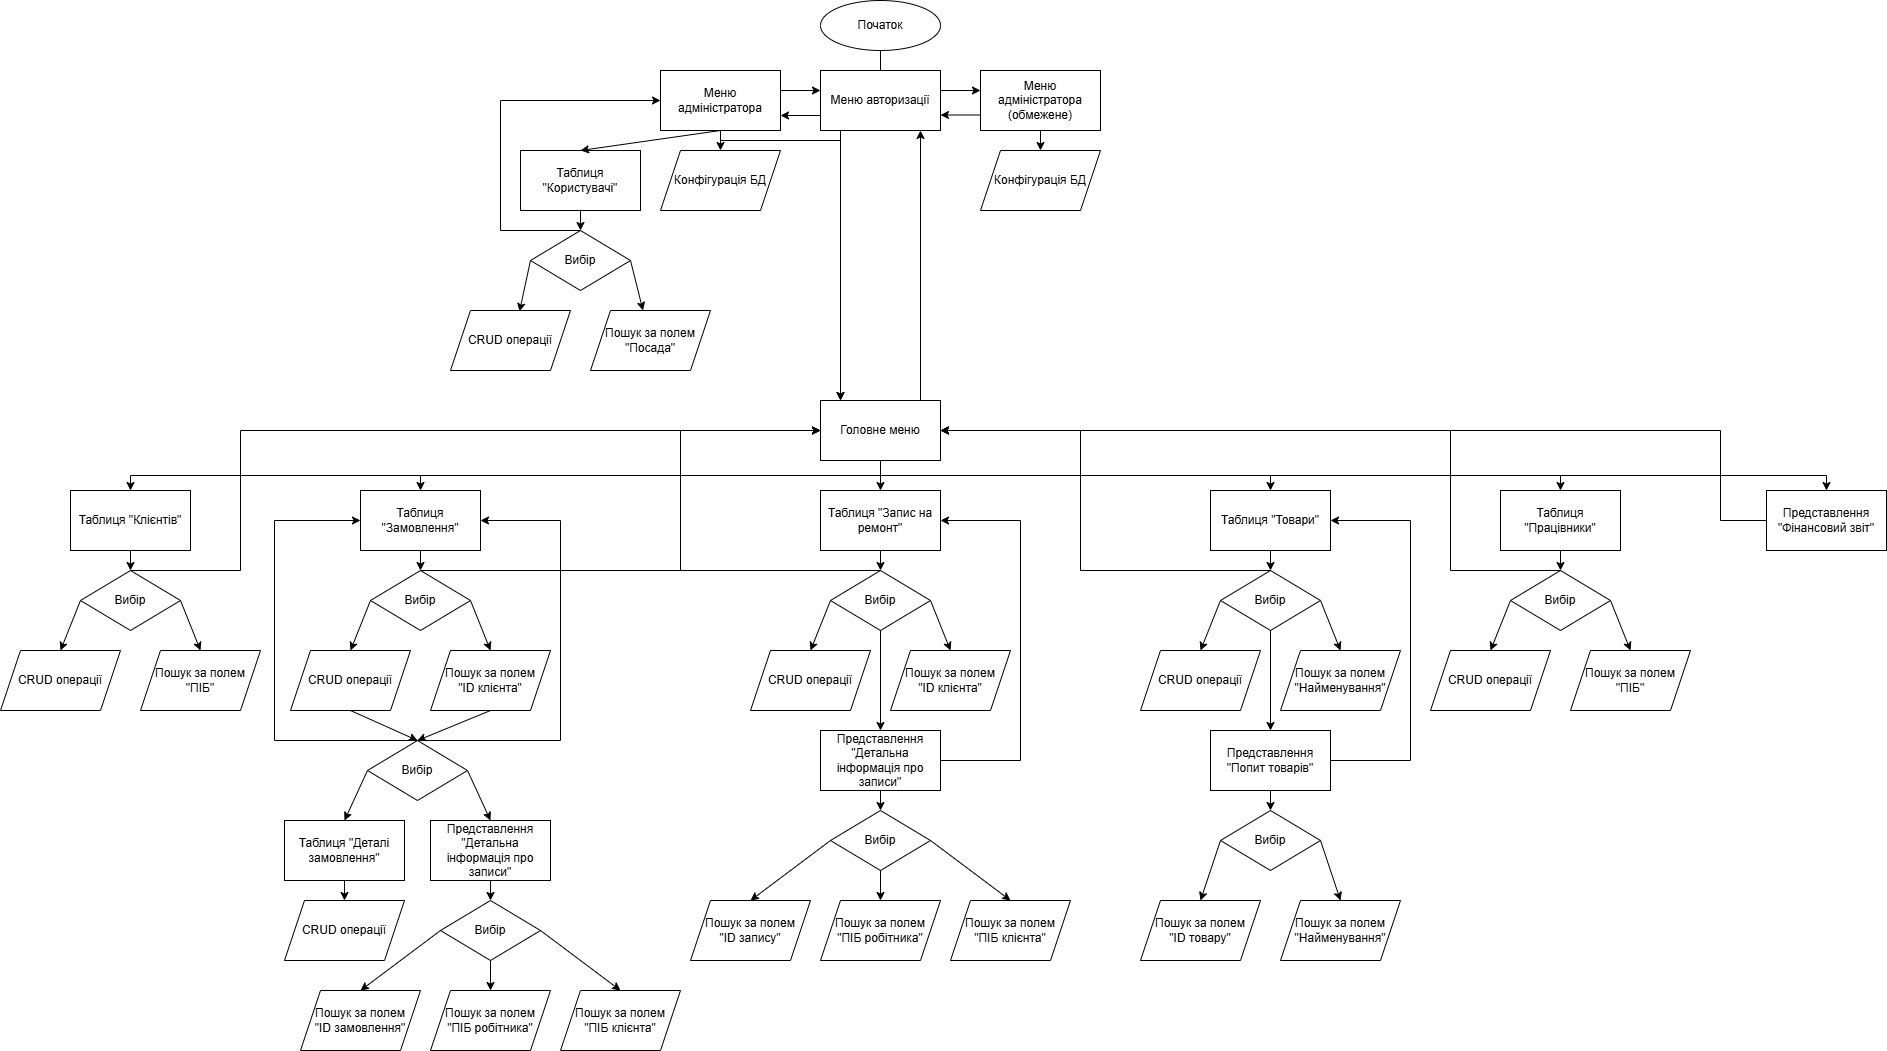 Початок
Меню
адміністратора
Меню авторизації
Меню
адміністратора
(обмежене)
Таблиця
"Користувачі"
Конфігурація БД
Конфігурація БД
Вибір
CRUD операції
Пошук за полем
"Посада"
Головне меню
Таблиця "Клієнтів"
Таблиця
"Замовлення"
Таблиця "Запис на
ремонт"
Таблиця "Товари"
Таблиця
"Працівники"
Представлення
"Фінансовий звіт"
Вибір
Вибір
Вибір
Вибір
Вибір
CRUD операції
Пошук за полем
"ПІБ"
CRUD операції
Пошук за полем
"ID клієнта"
CRUD операції
Пошук за полем
"ID клієнта"
CRUD операції
Пошук за полем
"Найменування"
CRUD операції
Пошук за полем
"ПІБ"
Вибір
Представлення
"Детальна
інформація про
записи"
Представлення
"Попит товарів"
Таблиця "Деталі
замовлення"
Представлення
"Детальна
інформація про
записи"
Вибір
Вибір
CRUD операції
Вибір
Пошук за полем
"ID запису"
Пошук за полем
"ПІБ робітника"
Пошук за полем
"ПІБ клієнта"
Пошук за полем
"ID товару"
Пошук за полем
"Найменування"
Пошук за полем
"ID замовлення"
Пошук за полем
"ПІБ робітника"
Пошук за полем
"ПІБ клієнта"